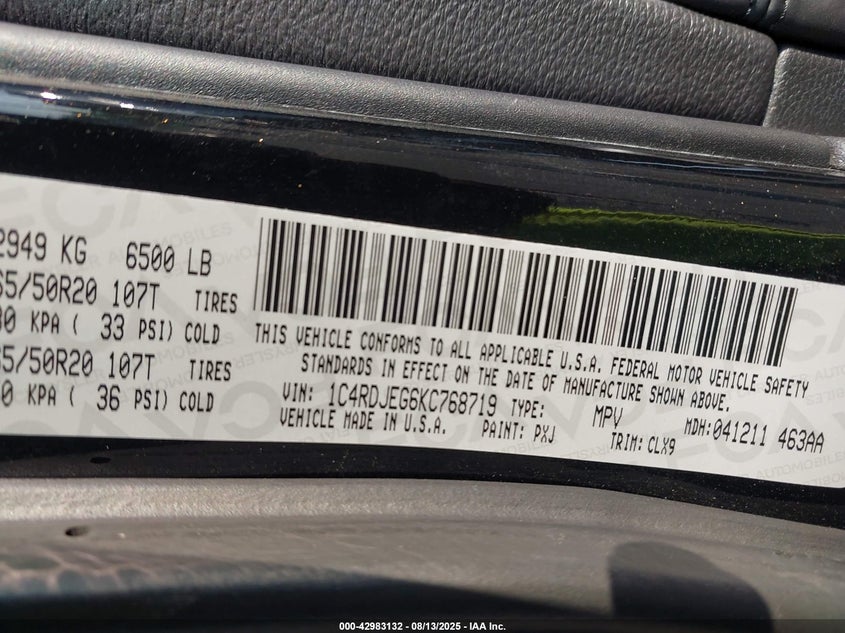 2949 KG 6500 LB
65/50R20 107T TIRES
30 KPA ( 33 PSI) COLD
65/50R20 107T TIRES
50 KPA ( 36 PSI) COLD
THIS VEHICLE CONFORMS TO ALL APPLICABLE U.S.A. FEDERAL MOTOR VEHICLE SAFETY
STANDARDS IN EFFECT ON THE DATE OF MANUFACTURE SHOWN ABOVE.
VIN: 1C4RDJEG6KC768719 TYPE: MPV MDH:041211 463AA
VEHICLE MADE IN U.S.A. PAINT: PXJ TRIM: CLX9
000-42983132 - 08/13/2025 - IAA Inc.